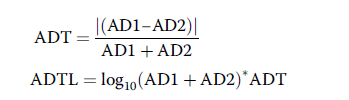 ADT = |(AD1–AD2)| / AD1 + AD2
ADTL = log₁₀(AD1 + AD2)*ADT